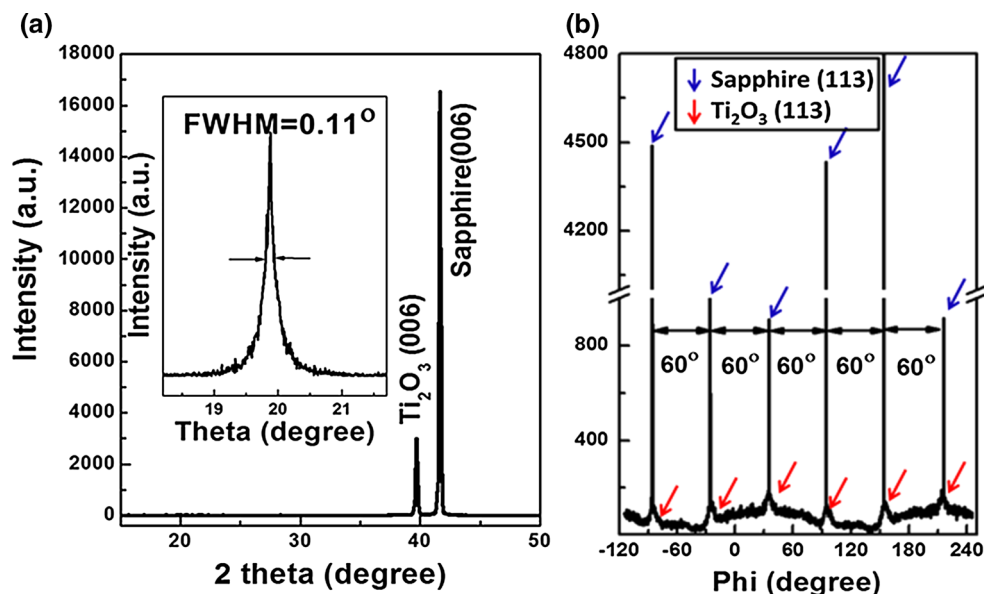 (a)
18000
16000
14000
12000
10000
8000
6000
4000
2000
0
Intensity (a.u.)
20
30
40
50
2 theta (degree)
FWHM=0.11°
Intensity (a.u.)
19
20
21
Theta (degree)
Ti₂O₃ (006)
Sapphire(006)
(b)
4800
4500
4200
800
400
Sapphire (113)
Ti₂O₃ (113)
60° 60° 60° 60° 60°
-120 -60 0 60 120 180 240
Phi (degree)